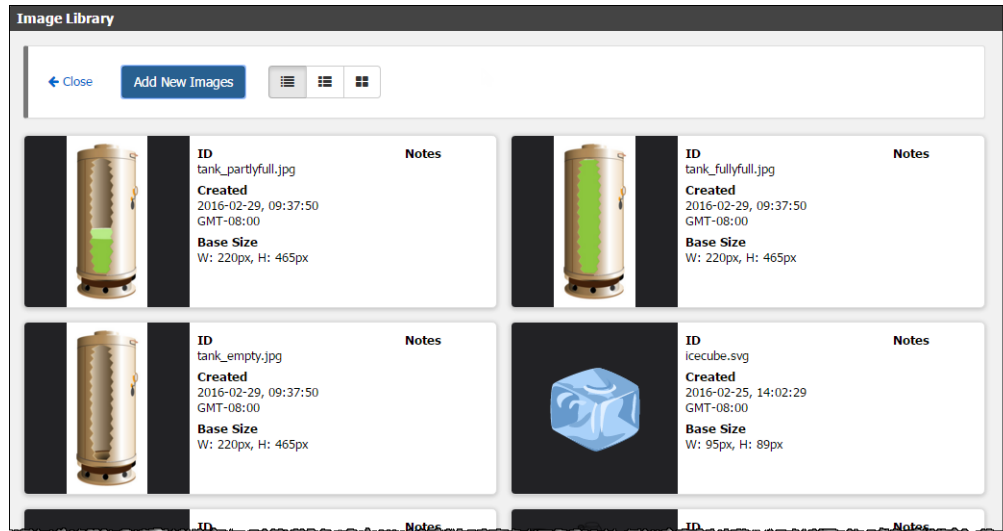 Image Library
Close
Add New Images
ID
tank_partlyfull.jpg
Created
2016-02-29, 09:37:50
GMT-08:00
Base Size
W: 220px, H: 465px
Notes
ID
tank_fullyfull.jpg
Created
2016-02-29, 09:37:50
GMT-08:00
Base Size
W: 220px, H: 465px
Notes
ID
tank_empty.jpg
Created
2016-02-29, 09:37:50
GMT-08:00
Base Size
W: 220px, H: 465px
Notes
ID
icecube.svg
Created
2016-02-25, 14:02:29
GMT-08:00
Base Size
W: 95px, H: 89px
Notes
ID
Notes
ID
Notes